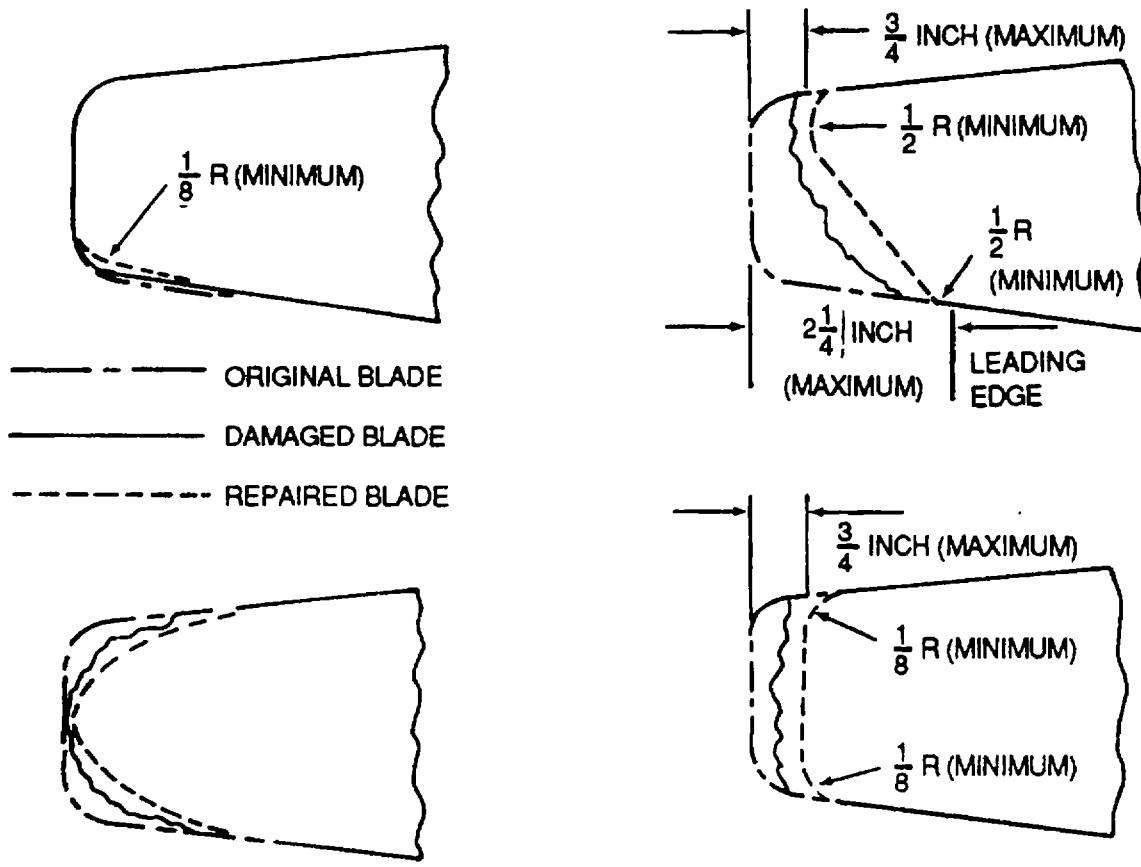 1/8 R (MINIMUM)
ORIGINAL BLADE
DAMAGED BLADE
REPAIRED BLADE
3/4 INCH (MAXIMUM)
1/2 R (MINIMUM)
1/2 R
(MINIMUM)
2 1/4 INCH
(MAXIMUM)
LEADING
EDGE
3/4 INCH (MAXIMUM)
1/8 R (MINIMUM)
1/8 R (MINIMUM)